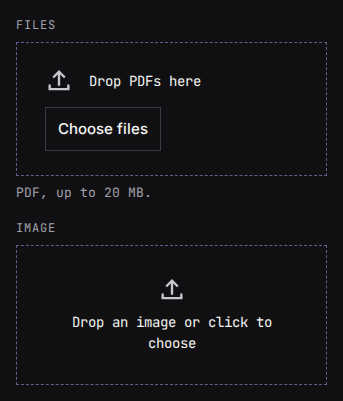 FILES
Drop PDFs here
Choose files
PDF, up to 20 MB.
IMAGE
Drop an image or click to
choose